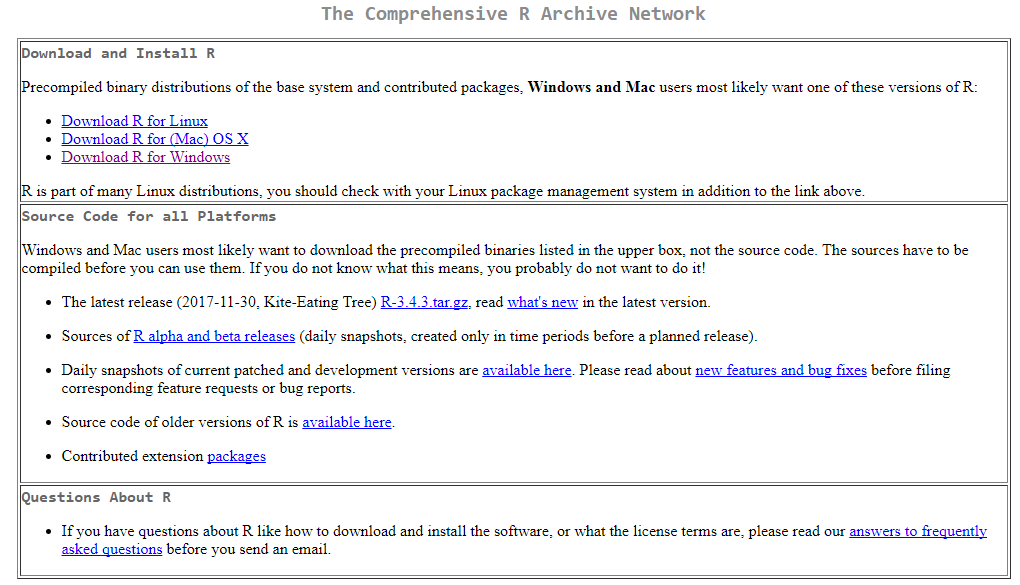 The Comprehensive R Archive Network
Download and Install R
Precompiled binary distributions of the base system and contributed packages, Windows and Mac users most likely want one of these versions of R:
Download R for Linux
Download R for (Mac) OS X
Download R for Windows
R is part of many Linux distributions, you should check with your Linux package management system in addition to the link above.
Source Code for all Platforms
Windows and Mac users most likely want to download the precompiled binaries listed in the upper box, not the source code. The sources have to be
compiled before you can use them. If you do not know what this means, you probably do not want to do it!
The latest release (2017-11-30, Kite-Eating Tree) R-3.4.3.tar.gz, read what's new in the latest version.
Sources of R alpha and beta releases (daily snapshots, created only in time periods before a planned release).
Daily snapshots of current patched and development versions are available here. Please read about new features and bug fixes before filing
corresponding feature requests or bug reports.
Source code of older versions of R is available here.
Contributed extension packages
Questions About R
If you have questions about R like how to download and install the software, or what the license terms are, please read our answers to frequently
asked questions before you send an email.